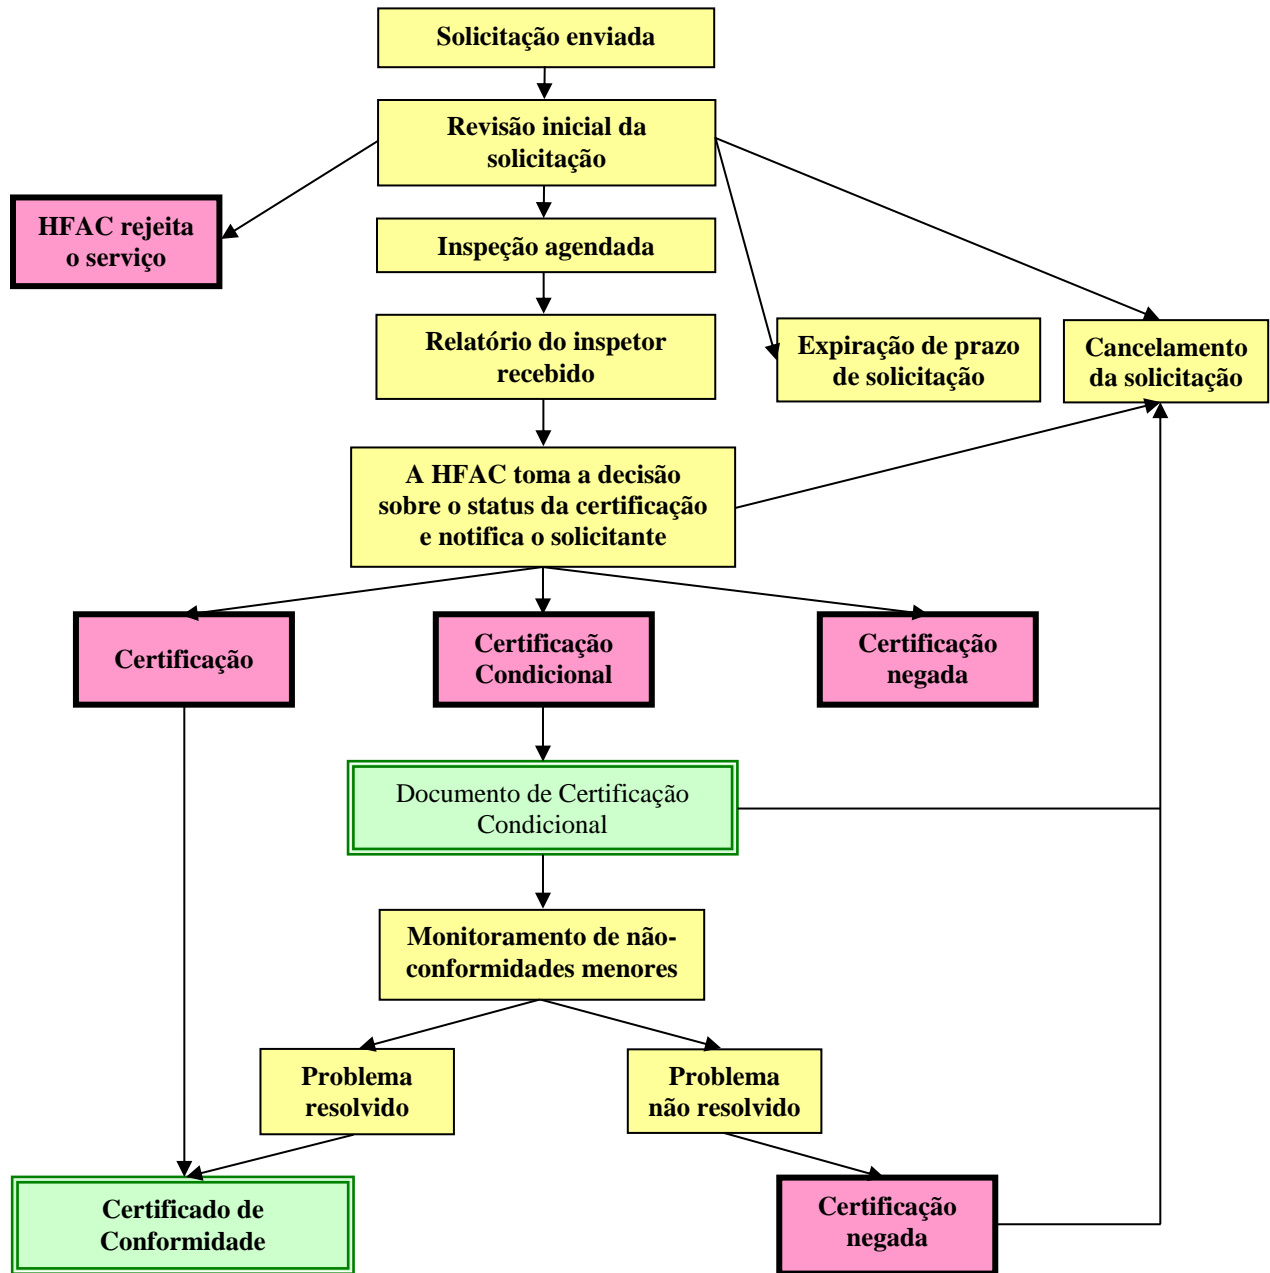 Solicitação enviada
Revisão inicial da
solicitação
HFAC rejeita
o serviço
Inspeção agendada
Relatório do inspetor
recebido
Expiração de prazo
de solicitação
Cancelamento
da solicitação
A HFAC toma a decisão
sobre o status da certificação
e notifica o solicitante
Certificação
Certificação
Condicional
Certificação
negada
Documento de Certificação
Condicional
Monitoramento de não-
conformidades menores
Problema
resolvido
Problema
não resolvido
Certificado de
Conformidade
Certificação
negada